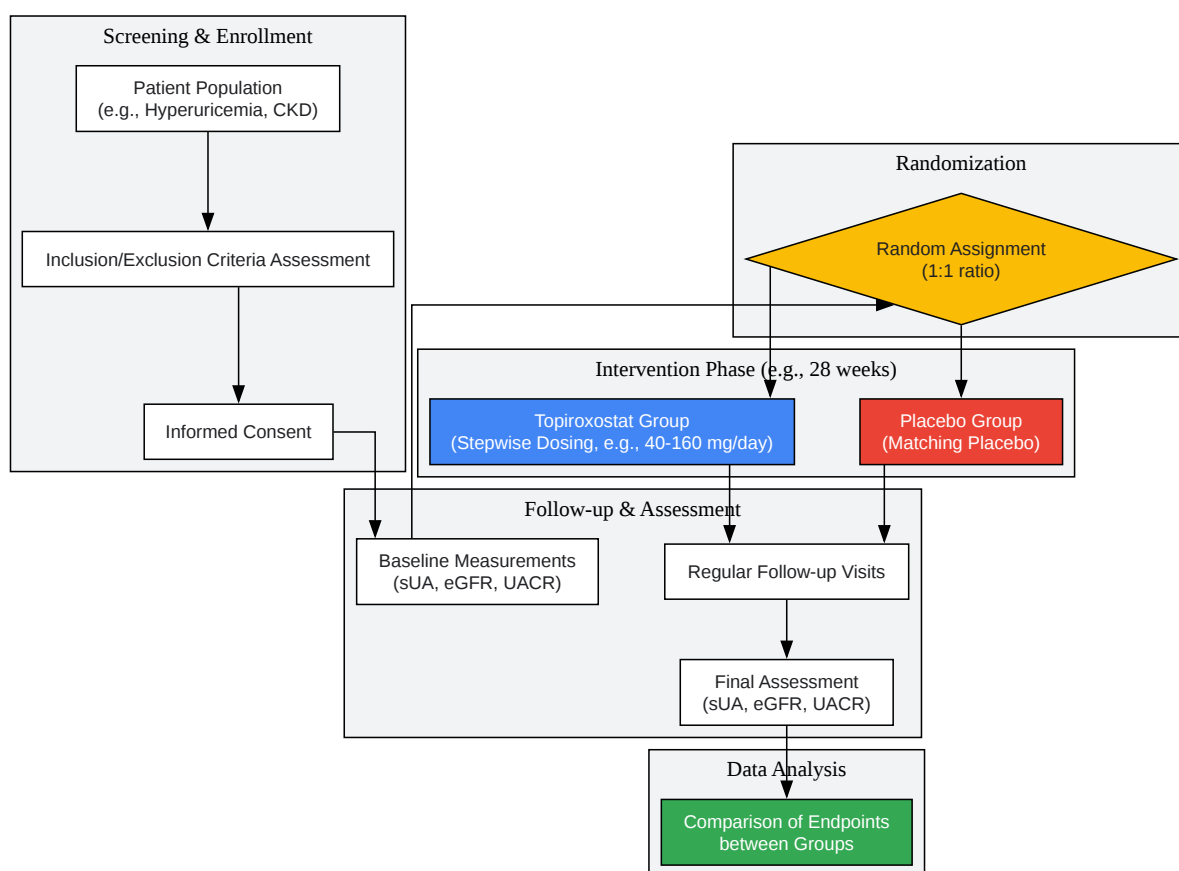 Screening & Enrollment
Patient Population
(e.g., Hyperuricemia, CKD)
Inclusion/Exclusion Criteria Assessment
Informed Consent
Randomization
Random Assignment
(1:1 ratio)
Intervention Phase (e.g., 28 weeks)
Topiroxostat Group
(Stepwise Dosing, e.g., 40-160 mg/day)
Placebo Group
(Matching Placebo)
Follow-up & Assessment
Baseline Measurements
(sUA, eGFR, UACR)
Regular Follow-up Visits
Final Assessment
(sUA, eGFR, UACR)
Data Analysis
Comparison of Endpoints
between Groups